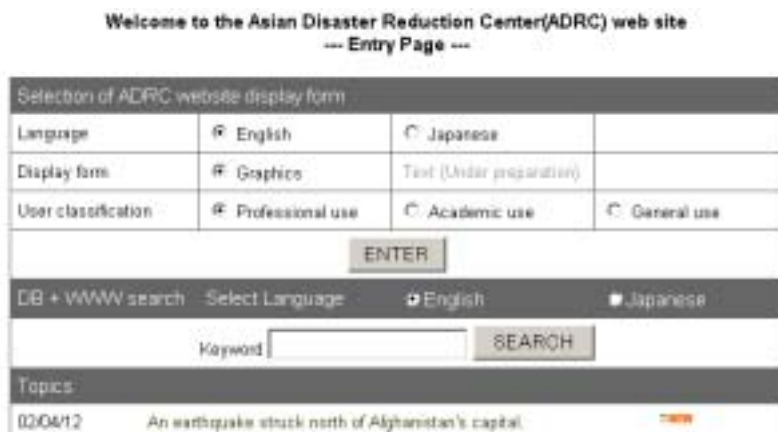 Welcome to the Asian Disaster Reduction Center(ADRC) web site
--- Entry Page ---
Selection of ADRC website display form
Language English Japanese
Display form Graphics Text (Under preparation)
User classification Professional use Academic use General use
ENTER
DB + WWW search Select Language English Japanese
Keyword SEARCH
Topics
02/04/12 An earthquake struck north of Afghanistan's capital.